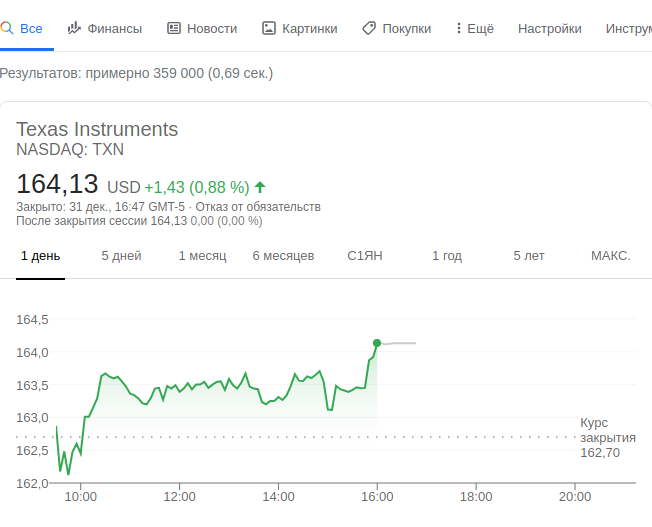 Все Финансы Новости Картинки Покупки Ещё Настройки Инструм
Результатов: примерно 359 000 (0,69 сек.)
Texas Instruments
NASDAQ: TXN
164,13 USD +1,43 (0,88 %)
Закрыто: 31 дек., 16:47 GMT-5 · Отказ от обязательств
После закрытия сессии 164,13 0,00 (0,00 %)
1 день 5 дней 1 месяц 6 месяцев С1ЯН 1 год 5 лет МАКС.
164,5
164,0
163,5
163,0
Курс
закрытия
162,70
162,5
162,0
10:00 12:00 14:00 16:00 18:00 20:00